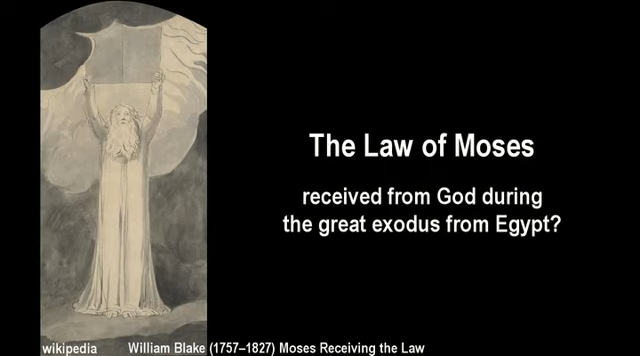 The Law of Moses
received from God during
the great exodus from Egypt?
wikipedia William Blake (1757–1827) Moses Receiving the Law